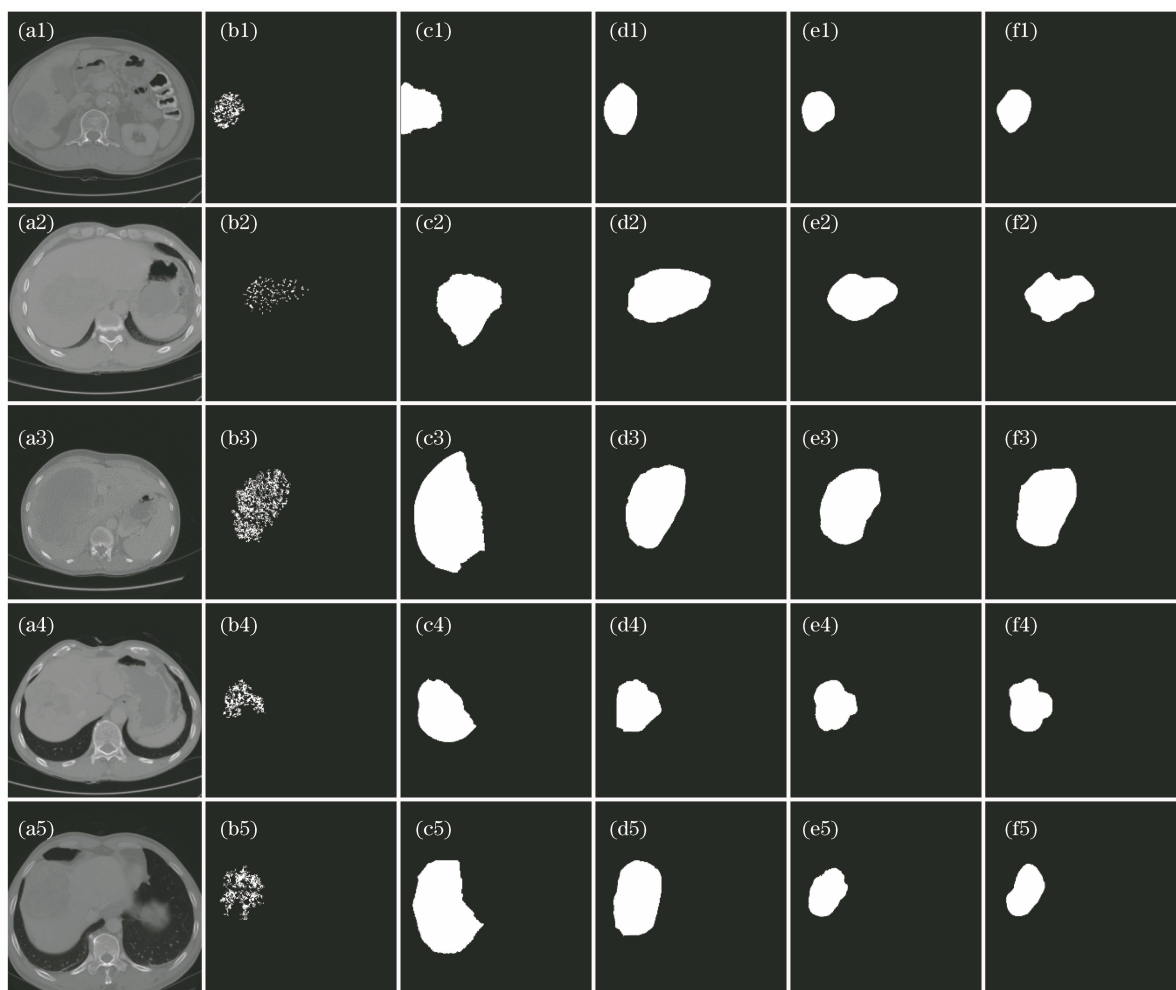 (a1) (b1) (c1) (d1) (e1) (f1)
(a2) (b2) (c2) (d2) (e2) (f2)
(a3) (b3) (c3) (d3) (e3) (f3)
(a4) (b4) (c4) (d4) (e4) (f4)
(a5) (b5) (c5) (d5) (e5) (f5)